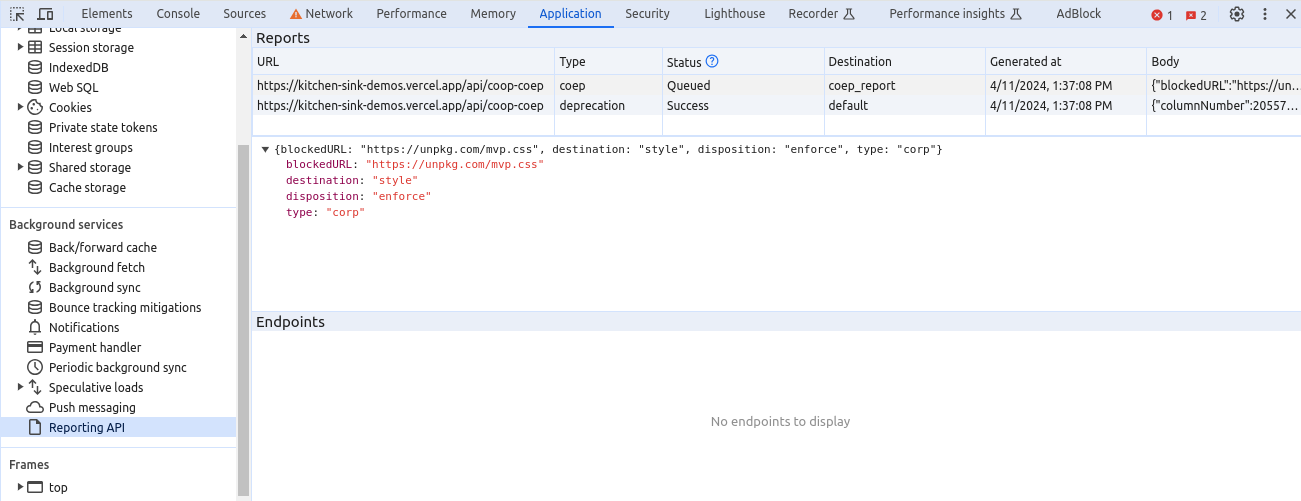 Elements Console Sources Network Performance Memory Application Security Lighthouse Recorder Performance insights AdBlock 1 2
Local storage
Session storage
IndexedDB
Web SQL
Cookies
Private state tokens
Interest groups
Shared storage
Cache storage
Background services
Back/forward cache
Background fetch
Background sync
Bounce tracking mitigations
Notifications
Payment handler
Periodic background sync
Speculative loads
Push messaging
Reporting API
Frames
top
Reports
URL Type Status Destination Generated at Body
https://kitchen-sink-demos.vercel.app/api/coop-coep coep Queued coep_report 4/11/2024, 1:37:08 PM {"blockedURL":"https://un...
https://kitchen-sink-demos.vercel.app/api/coop-coep deprecation Success default 4/11/2024, 1:37:08 PM {"columnNumber":20557...
{blockedURL: "https://unpkg.com/mvp.css", destination: "style", disposition: "enforce", type: "corp"}
blockedURL: "https://unpkg.com/mvp.css"
destination: "style"
disposition: "enforce"
type: "corp"
Endpoints
No endpoints to display